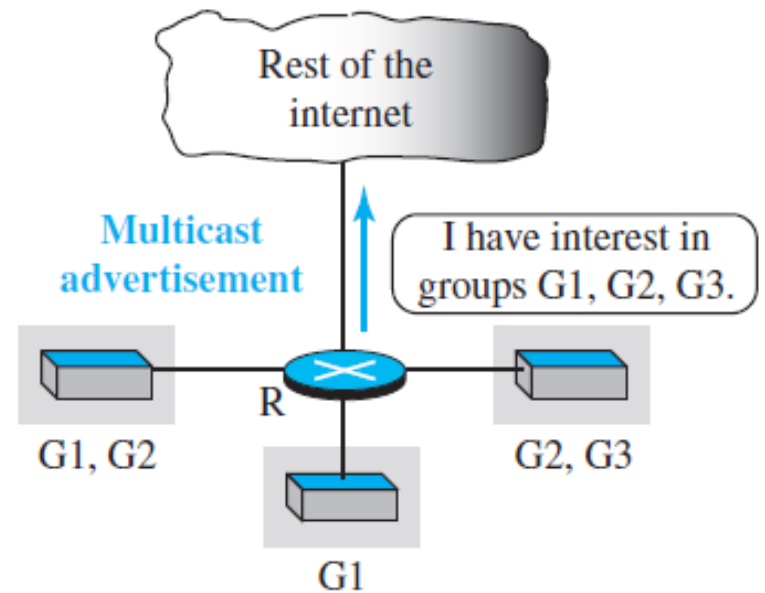 Rest of the
internet
Multicast
advertisement
I have interest in
groups G1, G2, G3.
R
G1, G2
G2, G3
G1